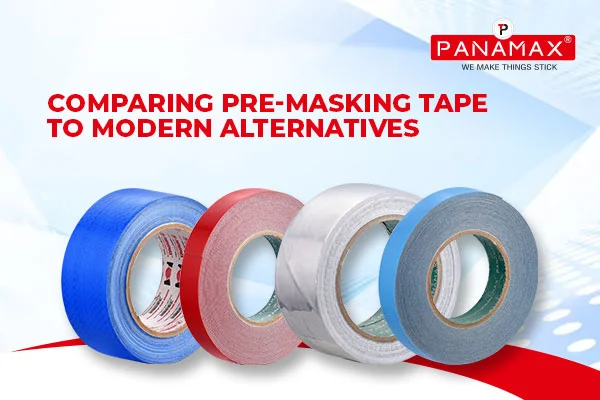 P
PANAMAX®
WE MAKE THINGS STICK
COMPARING PRE-MASKING TAPE
TO MODERN ALTERNATIVES